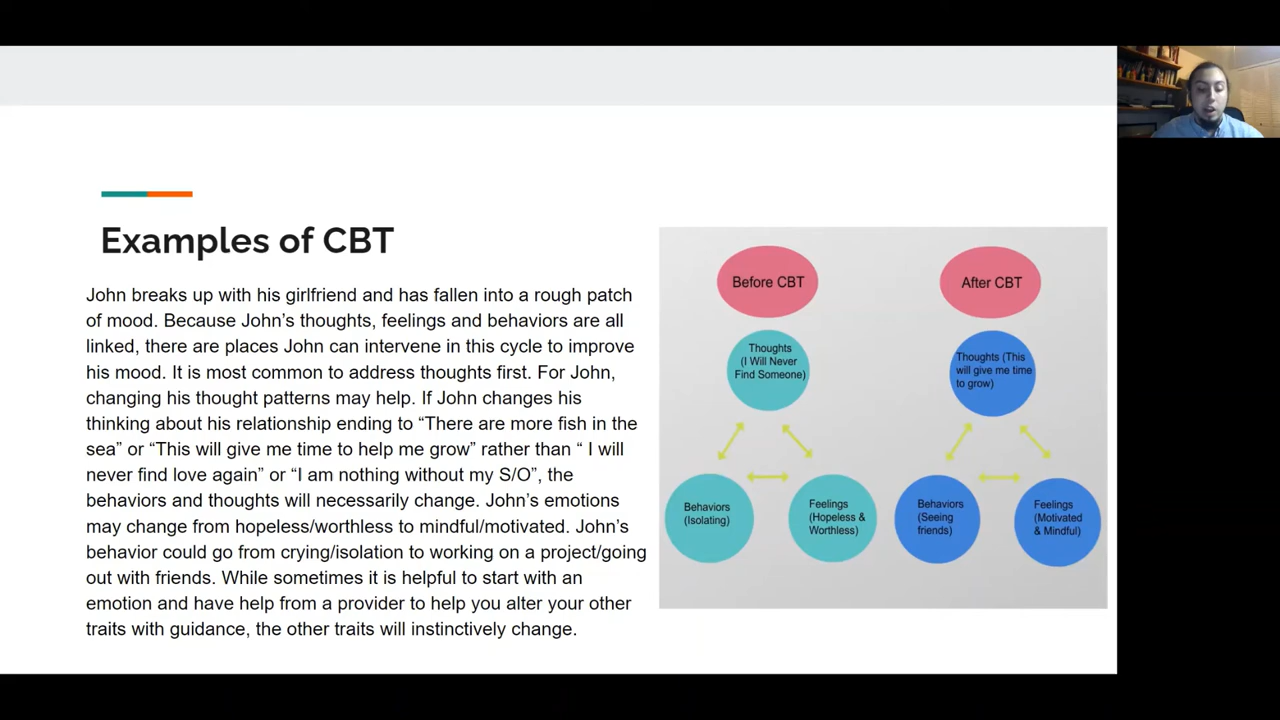 Examples of CBT
John breaks up with his girlfriend and has fallen into a rough patch
of mood. Because John’s thoughts, feelings and behaviors are all
linked, there are places John can intervene in this cycle to improve
his mood. It is most common to address thoughts first. For John,
changing his thought patterns may help. If John changes his
thinking about his relationship ending to “There are more fish in the
sea” or “This will give me time to help me grow” rather than “ I will
never find love again” or “I am nothing without my S/O”, the
behaviors and thoughts will necessarily change. John’s emotions
may change from hopeless/worthless to mindful/motivated. John’s
behavior could go from crying/isolation to working on a project/going
out with friends. While sometimes it is helpful to start with an
emotion and have help from a provider to help you alter your other
traits with guidance, the other traits will instinctively change.
Before CBT
Thoughts
(I Will Never
Find Someone)
Behaviors
(Isolating)
Feelings
(Hopeless &
Worthless)
After CBT
Thoughts (This
will give me time
to grow)
Behaviors
(Seeing
friends)
Feelings
(Motivated
& Mindful)